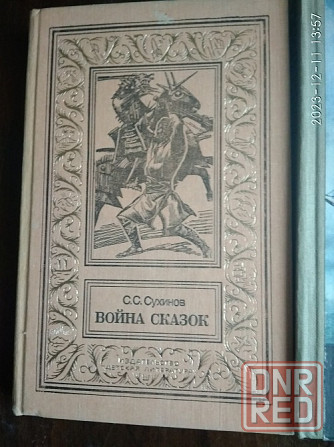 2023-12-11 13:57
С.С. Сухинов
ВОЙНА СКАЗОК
ИЗДАТЕЛЬСТВО
"ДЕТСКАЯ ЛИТЕРАТУРА"
DNR
RED